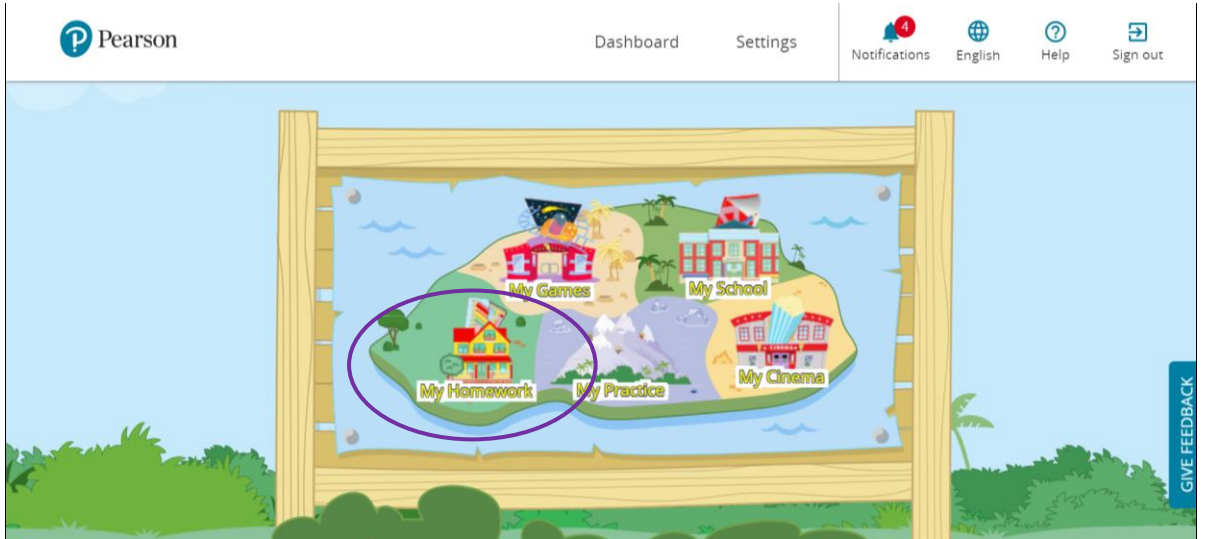 Pearson
Dashboard
Settings
4
Notifications
English
Help
Sign out
My Games
My School
CINEMA
My Homework
My Practice
My Cinema
GIVE FEEDBACK